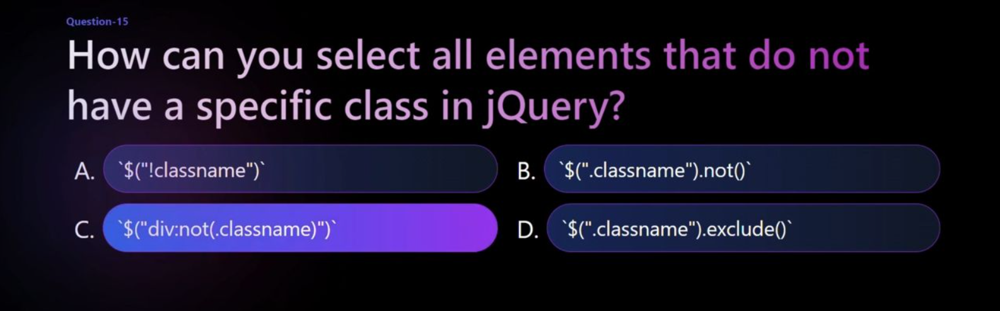 Question-15
How can you select all elements that do not
have a specific class in jQuery?
A. `$("!classname")`
B. `$(".classname").not()`
C. `$("div:not(.classname)")`
D. `$(".classname").exclude()`